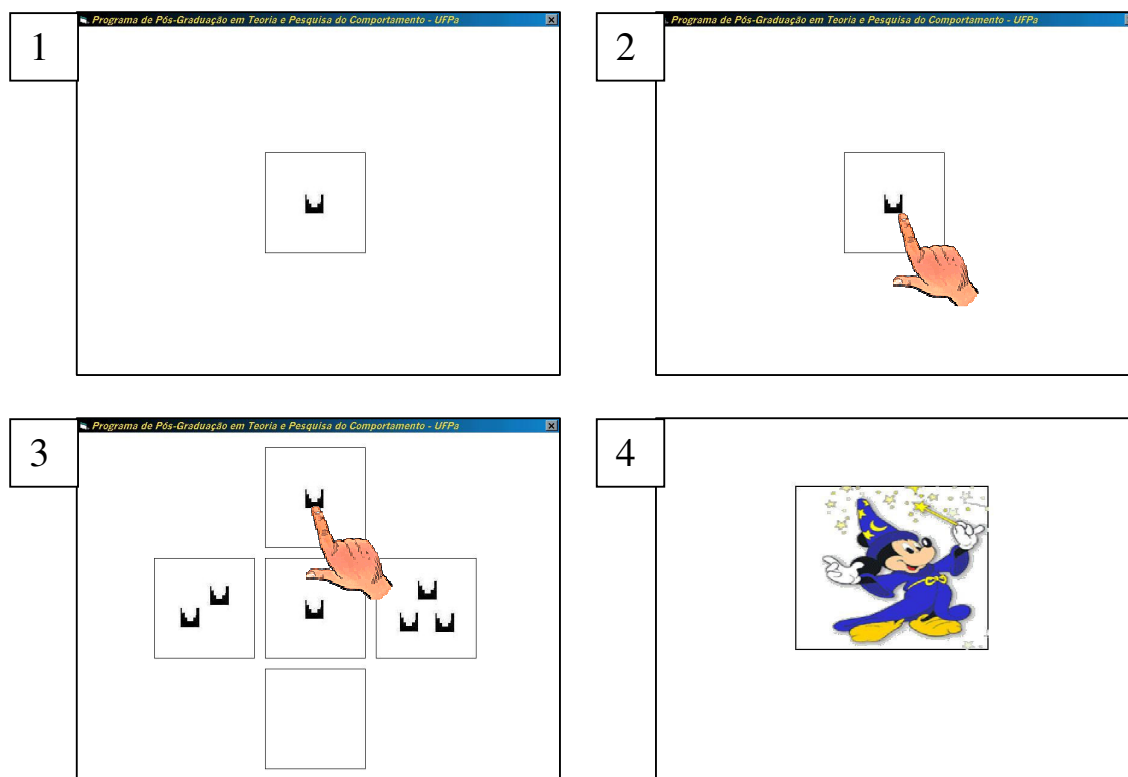 1
Programa de Pós-Graduação em Teoria e Pesquisa do Comportamento - UFPa
2
Programa de Pós-Graduação em Teoria e Pesquisa do Comportamento - UFPa
3
Programa de Pós-Graduação em Teoria e Pesquisa do Comportamento - UFPa
4